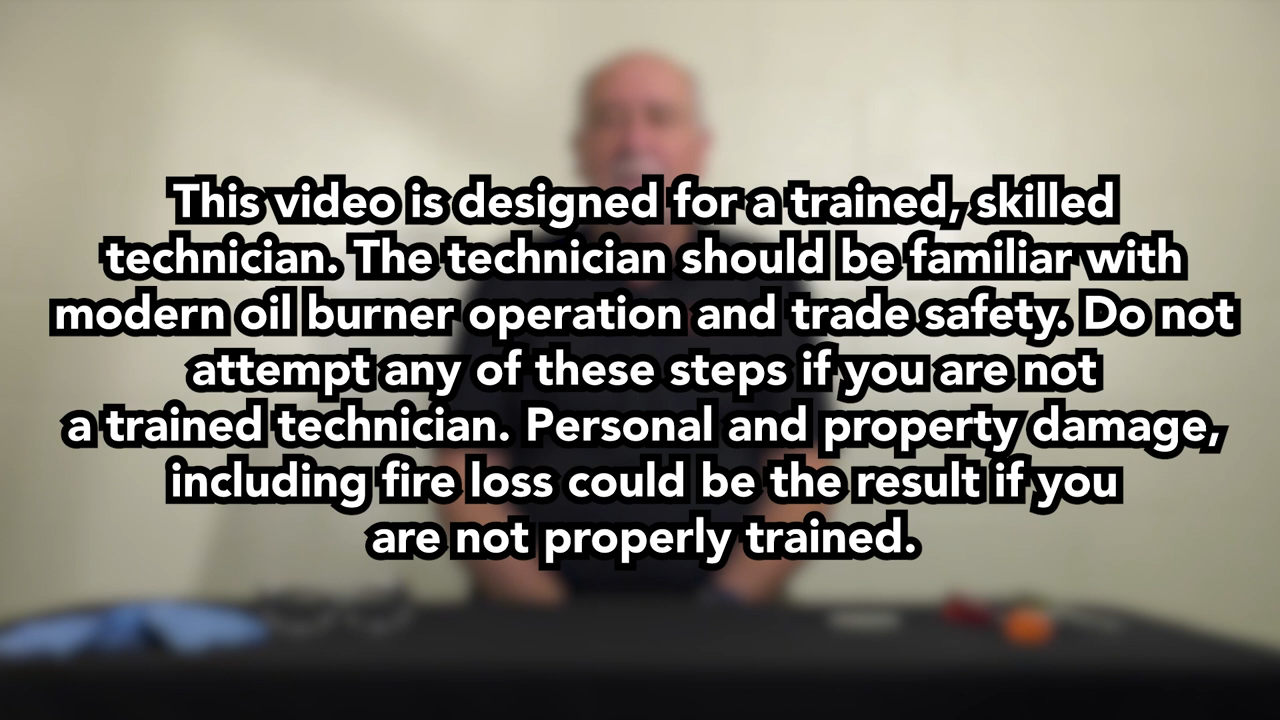 This video is designed for a trained, skilled
technician. The technician should be familiar with
modern oil burner operation and trade safety. Do not
attempt any of these steps if you are not
a trained technician. Personal and property damage,
including fire loss could be the result if you
are not properly trained.